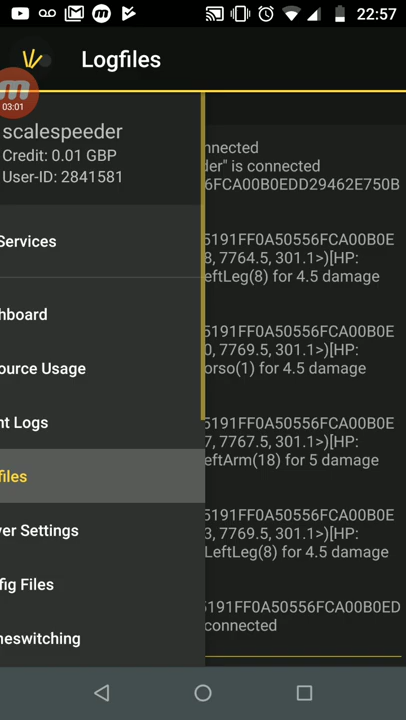 22:57
Logfiles
03:01
scalespeeder
Credit: 0.01 GBP
User-ID: 2841581
Services
hboard
ource Usage
nt Logs
files
ver Settings
fig Files
neswitching
nnected
der" is connected
6FCA00B0EDD29462E750B
5191FF0A50556FCA00B0E
8, 7764.5, 301.1>)[HP:
eftLeg(8) for 4.5 damage
5191FF0A50556FCA00B0E
0, 7769.5, 301.1>)[HP:
orso(1) for 4.5 damage
5191FF0A50556FCA00B0E
7, 7767.5, 301.1>)[HP:
eftArm(18) for 5 damage
5191FF0A50556FCA00B0E
3, 7769.5, 301.1>)[HP:
LeftLeg(8) for 4.5 damage
5191FF0A50556FCA00B0ED
connected